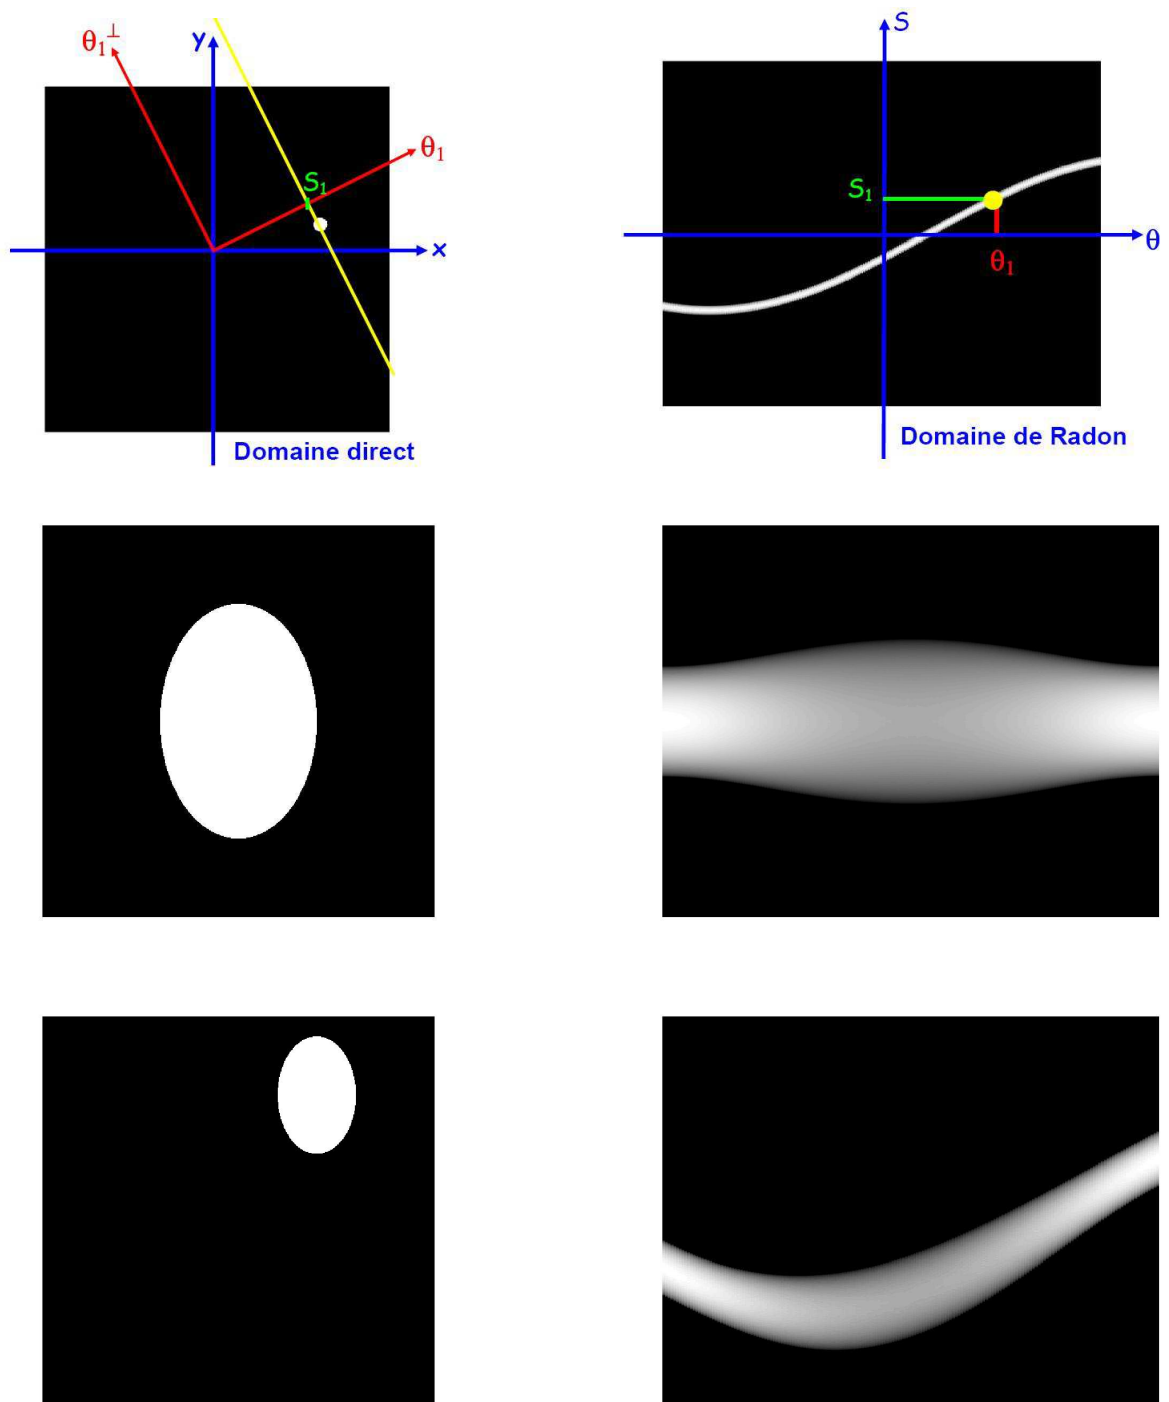 θ₁⊥
y
θ₁
S₁
x
Domaine direct
S
S₁
θ
θ₁
Domaine de Radon